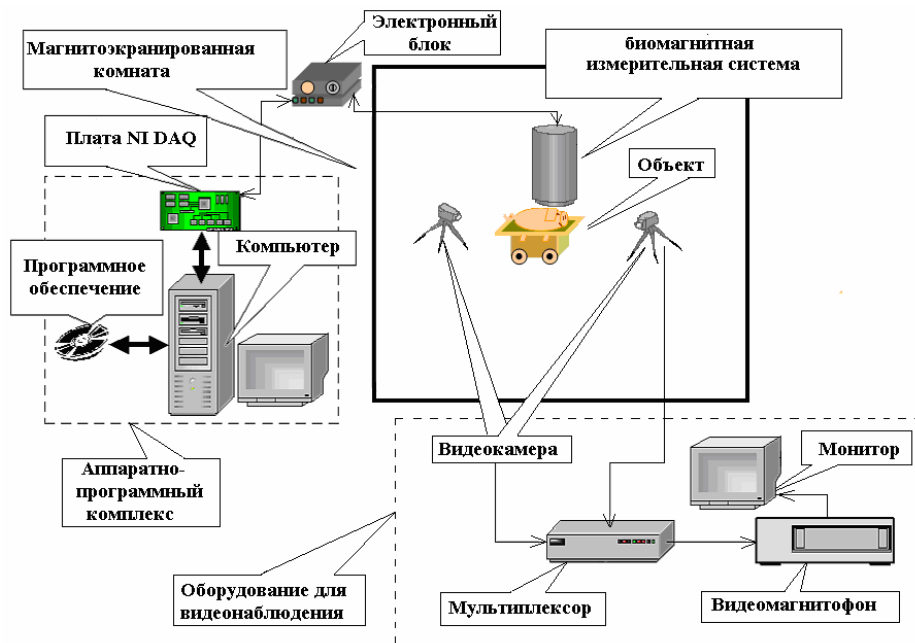 Электронный
блок
Магнитоэкранированная
комната
биомагнитная
измерительная система
Плата NI DAQ
Объект
Компьютер
Программное
обеспечение
Видеокамера
Монитор
Аппаратно-
программный
комплекс
Оборудование для
видеонаблюдения
Мультиплексор
Видеомагнитофон